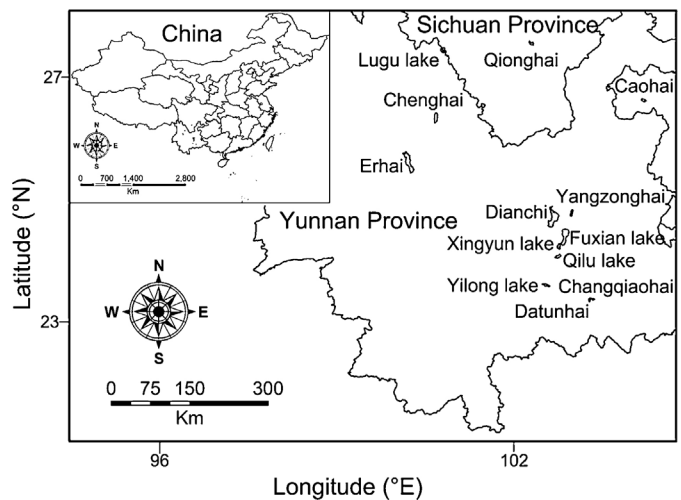 China
N
W E
S
0 700 1,400 2,800
Km
Sichuan Province
Lugu lake
Qionghai
Caohai
Chenghai
Erhai
Yangzonghai
Dianchi
Yunnan Province
Xingyun lake
Fuxian lake
Qilu lake
Yilong lake
Changqiaohai
Datunhai
N
W E
S
0 75 150 300
Km
27
23
Latitude (°N)
96 102
Longitude (°E)